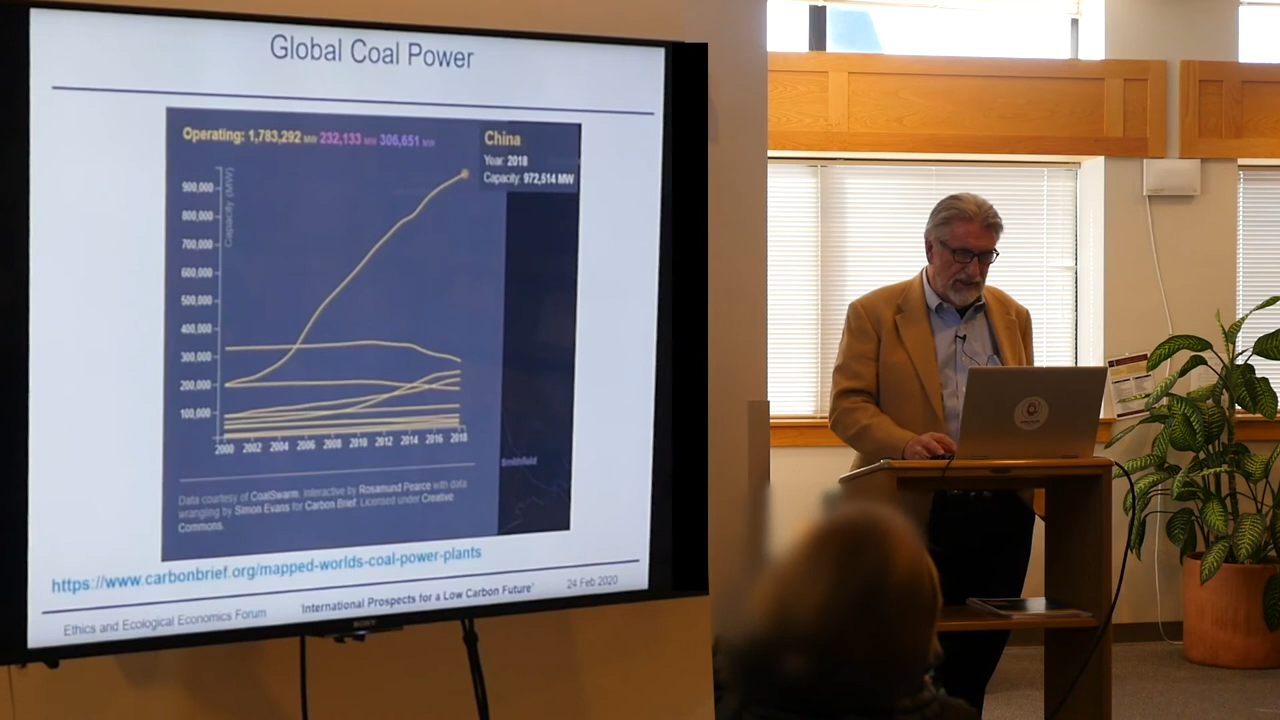 Global Coal Power
Operating: 1,783,292 MW 232,133 MW 306,651 MW
China
Year: 2018
Capacity: 972,514 MW
Capacity (MW)
900,000
800,000
700,000
600,000
500,000
400,000
300,000
200,000
100,000
2000 2002 2004 2006 2008 2010 2012 2014 2016 2018
Smithfield
Data courtesy of CoalSwarm. Interactive by Rosamund Pearce with data
wrangling by Simon Evans for Carbon Brief. Licensed under Creative
Commons.
https://www.carbonbrief.org/mapped-worlds-coal-power-plants
Ethics and Ecological Economics Forum 'International Prospects for a Low Carbon Future' 24 Feb 2020
SONY